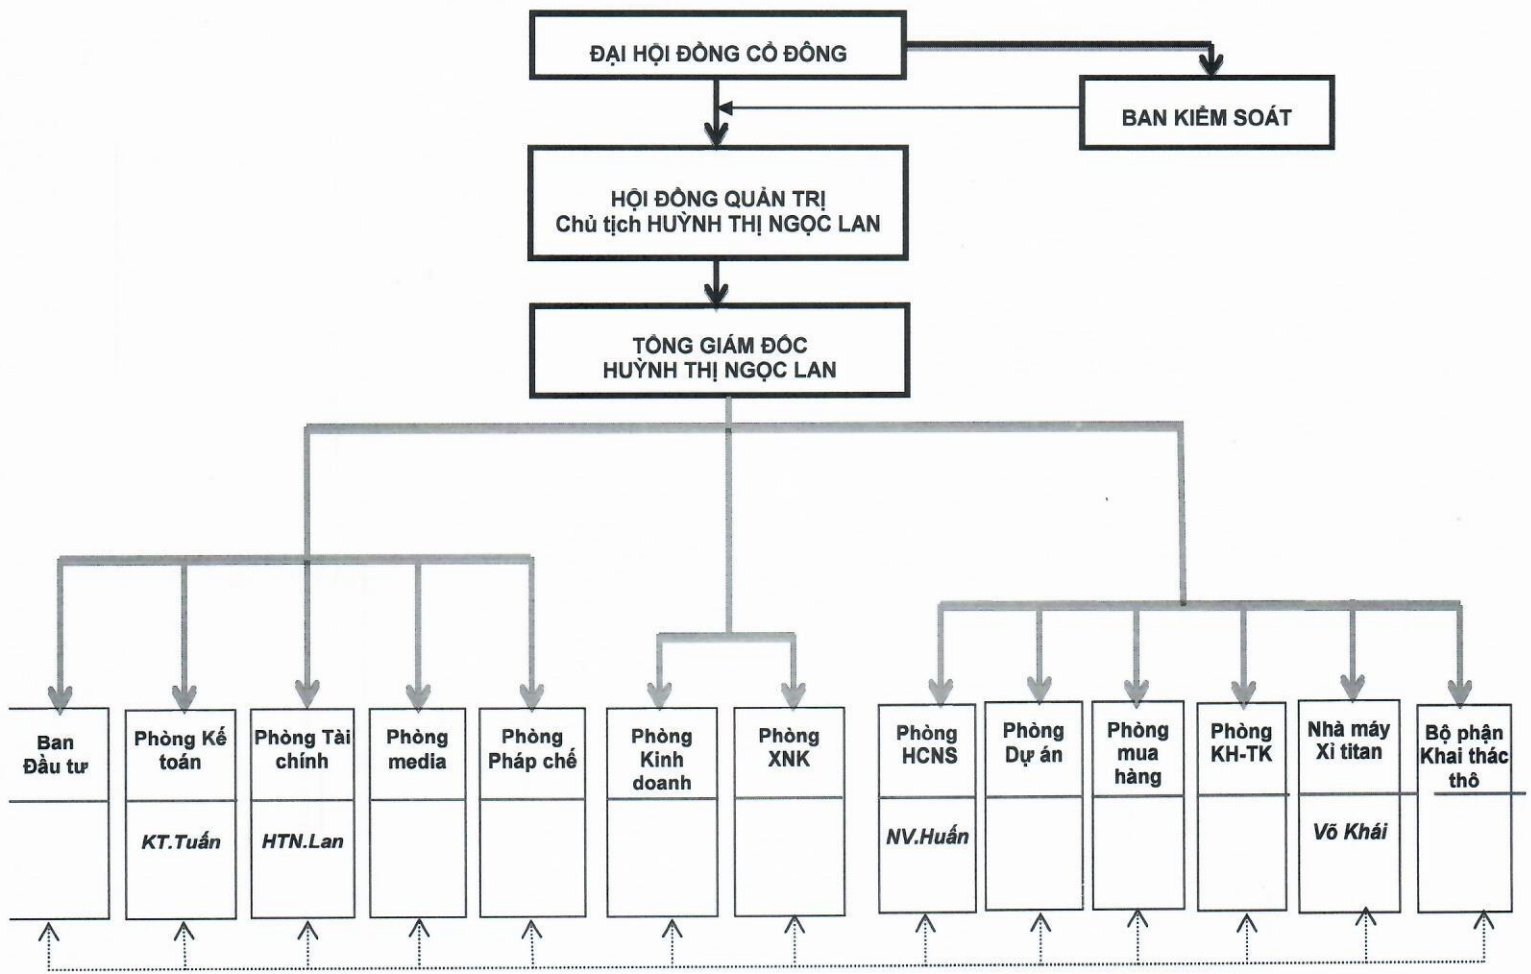 ĐẠI HỘI ĐỒNG CỔ ĐÔNG
BAN KIỂM SOÁT
HỘI ĐỒNG QUẢN TRỊ
Chủ tịch HUỲNH THỊ NGỌC LAN
TỔNG GIÁM ĐỐC
HUỲNH THỊ NGỌC LAN
Ban
Đầu tư
Phòng Kế
toán
KT.Tuấn
Phòng Tài
chính
HTN.Lan
Phòng
media
Phòng
Pháp chế
Phòng
Kinh
doanh
Phòng
XNK
Phòng
HCNS
NV.Huấn
Phòng
Dự án
Phòng
mua
hàng
Phòng
KH-TK
Nhà máy
Xỉ titan
Võ Khái
Bộ phận
Khai thác
thô